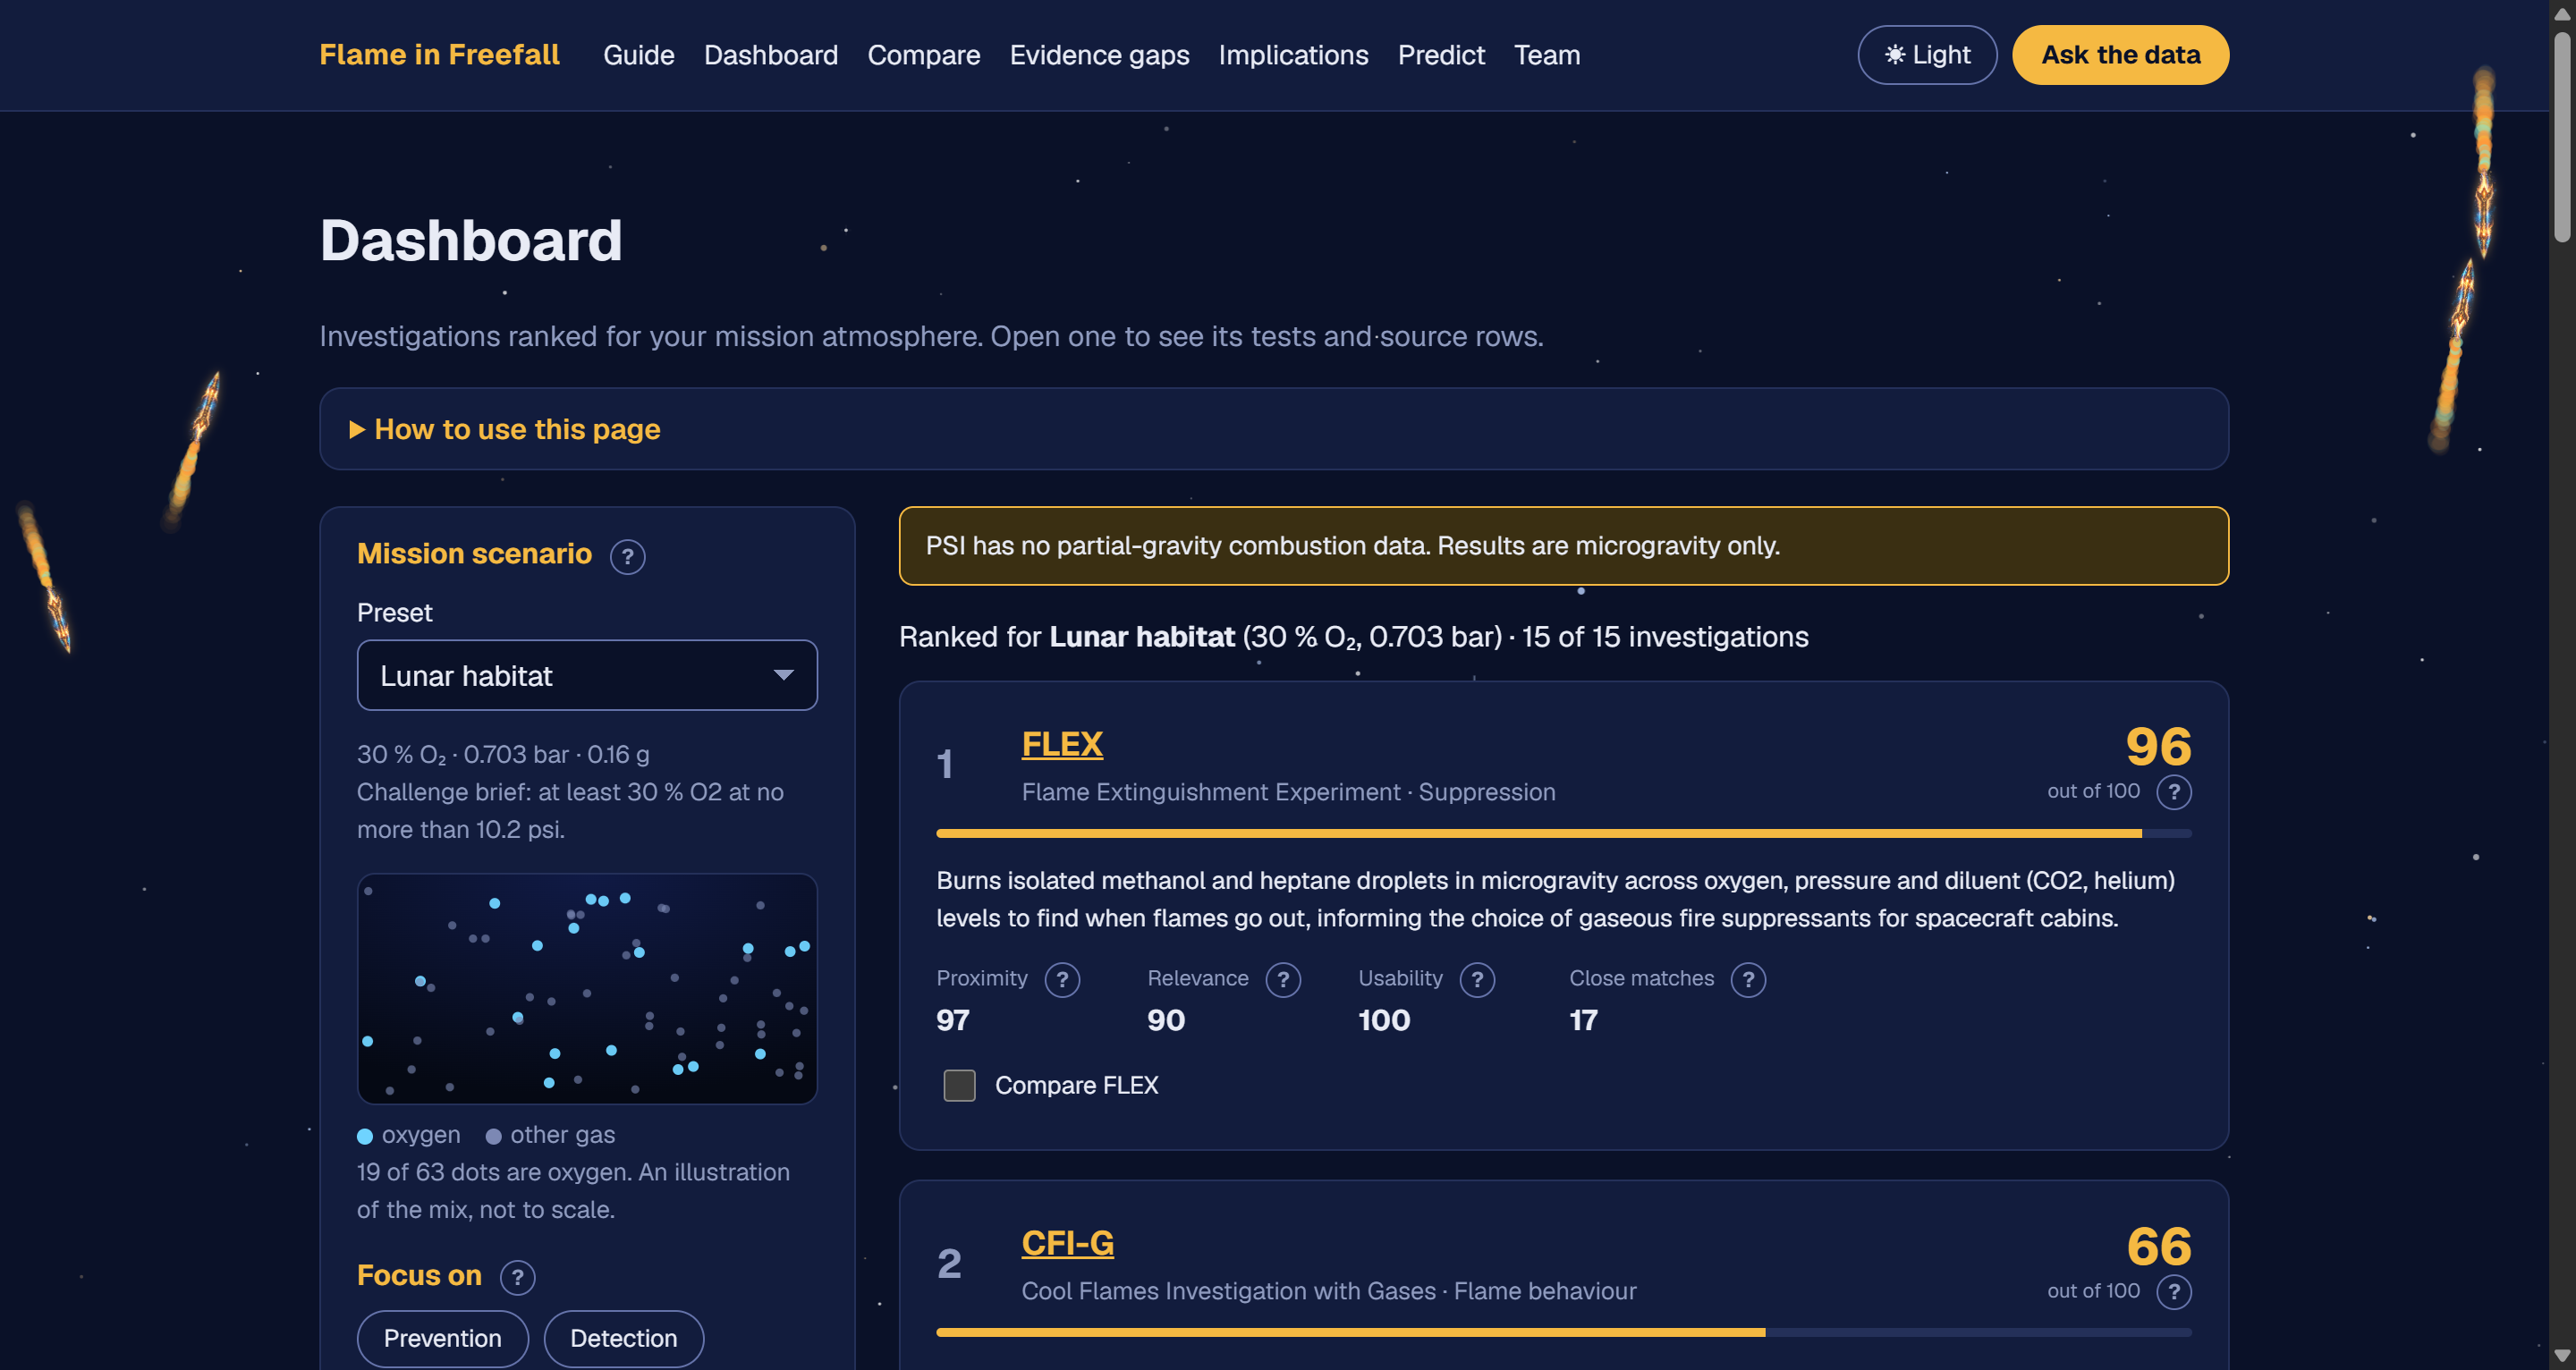 Flame in Freefall Guide Dashboard Compare Evidence gaps Implications Predict Team Light Ask the data
Dashboard
Investigations ranked for your mission atmosphere. Open one to see its tests and source rows.
How to use this page
Mission scenario ?
Preset
Lunar habitat
30 % O₂ · 0.703 bar · 0.16 g
Challenge brief: at least 30 % O2 at no
more than 10.2 psi.
oxygen other gas
19 of 63 dots are oxygen. An illustration
of the mix, not to scale.
Focus on ?
Prevention Detection
PSI has no partial-gravity combustion data. Results are microgravity only.
Ranked for Lunar habitat (30 % O₂, 0.703 bar) · 15 of 15 investigations
1 FLEX 96
Flame Extinguishment Experiment · Suppression out of 100 ?
Burns isolated methanol and heptane droplets in microgravity across oxygen, pressure and diluent (CO2, helium)
levels to find when flames go out, informing the choice of gaseous fire suppressants for spacecraft cabins.
Proximity ? Relevance ? Usability ? Close matches ?
97 90 100 17
Compare FLEX
2 CFI-G 66
Cool Flames Investigation with Gases · Flame behaviour out of 100 ?